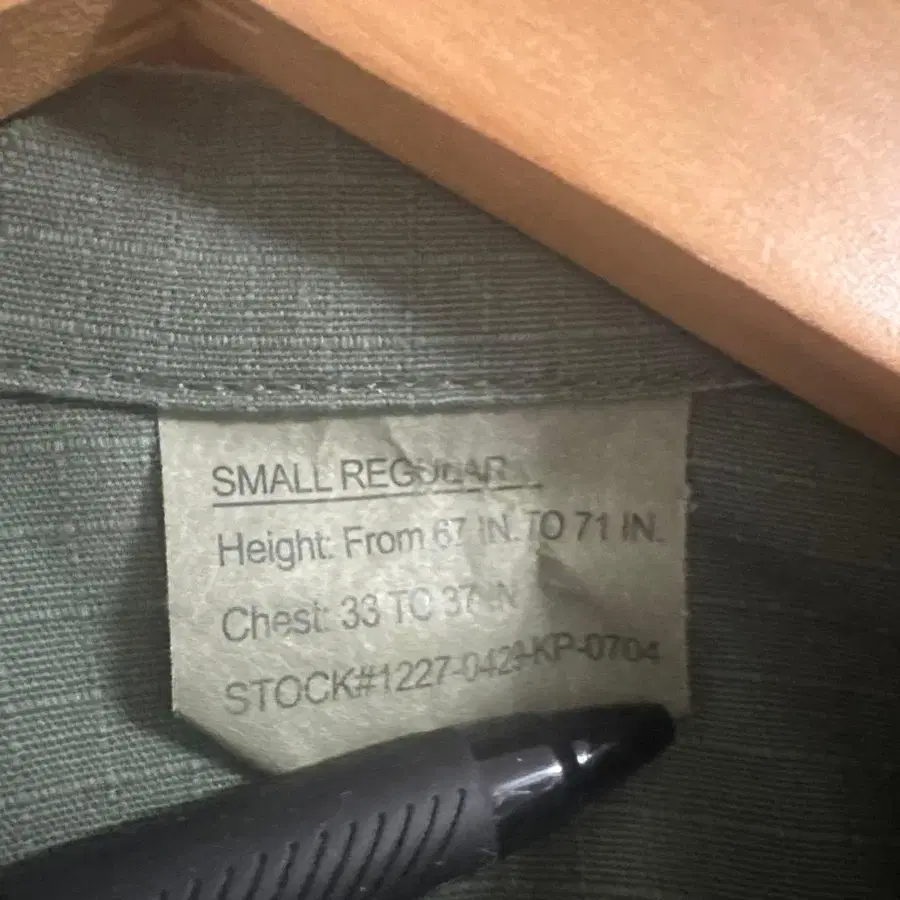 SMALL REGULAR
Height: From 67 IN. TO 71 IN.
Chest: 33 TO 37 IN
STOCK#1227-0429-KP-0704